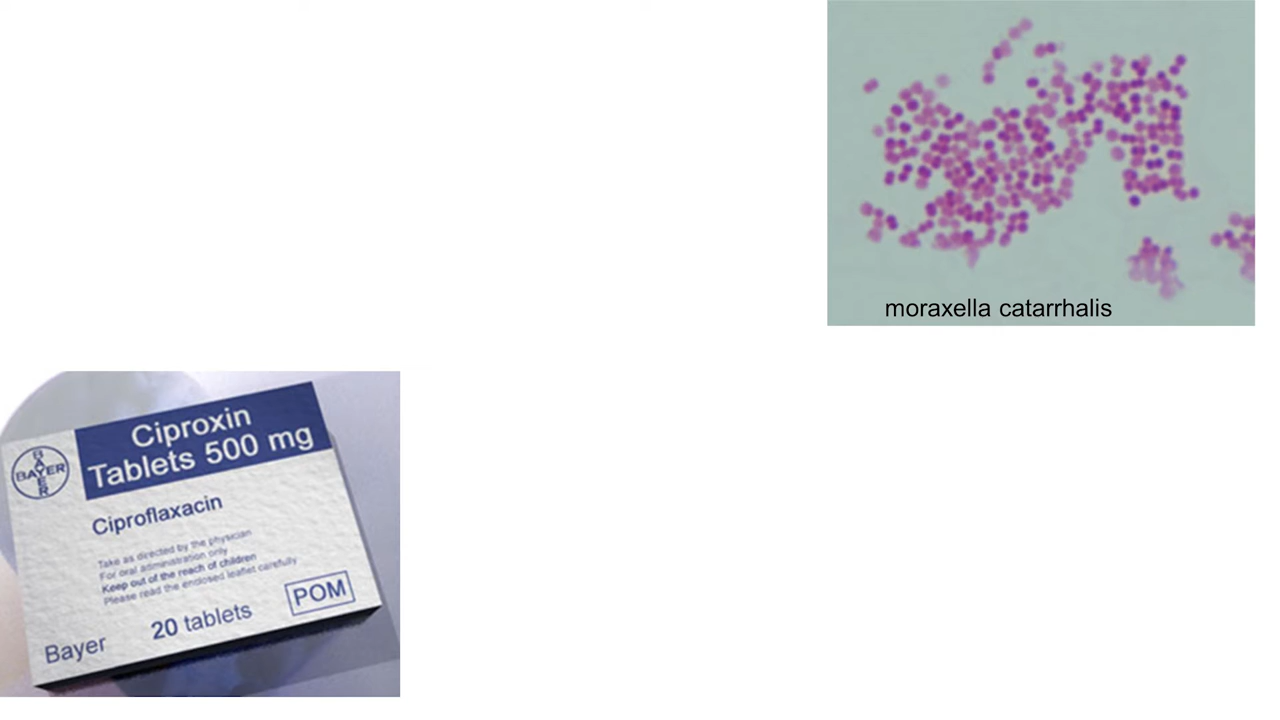 moraxella catarrhalis
Ciproxin
Tablets 500 mg
BAYER
BAYER
Ciproflaxacin
Take as directed by the physician
For oral administration only
Keep out of the reach of children
Please read the enclosed leaflet carefully
POM
20 tablets
Bayer